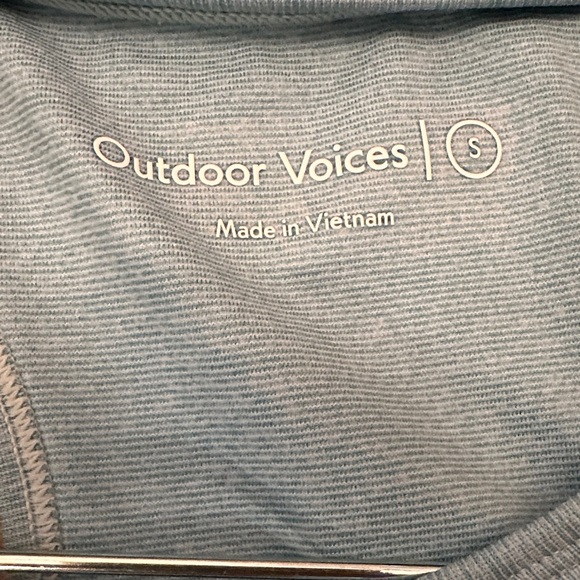 Outdoor Voices | S
Made in Vietnam